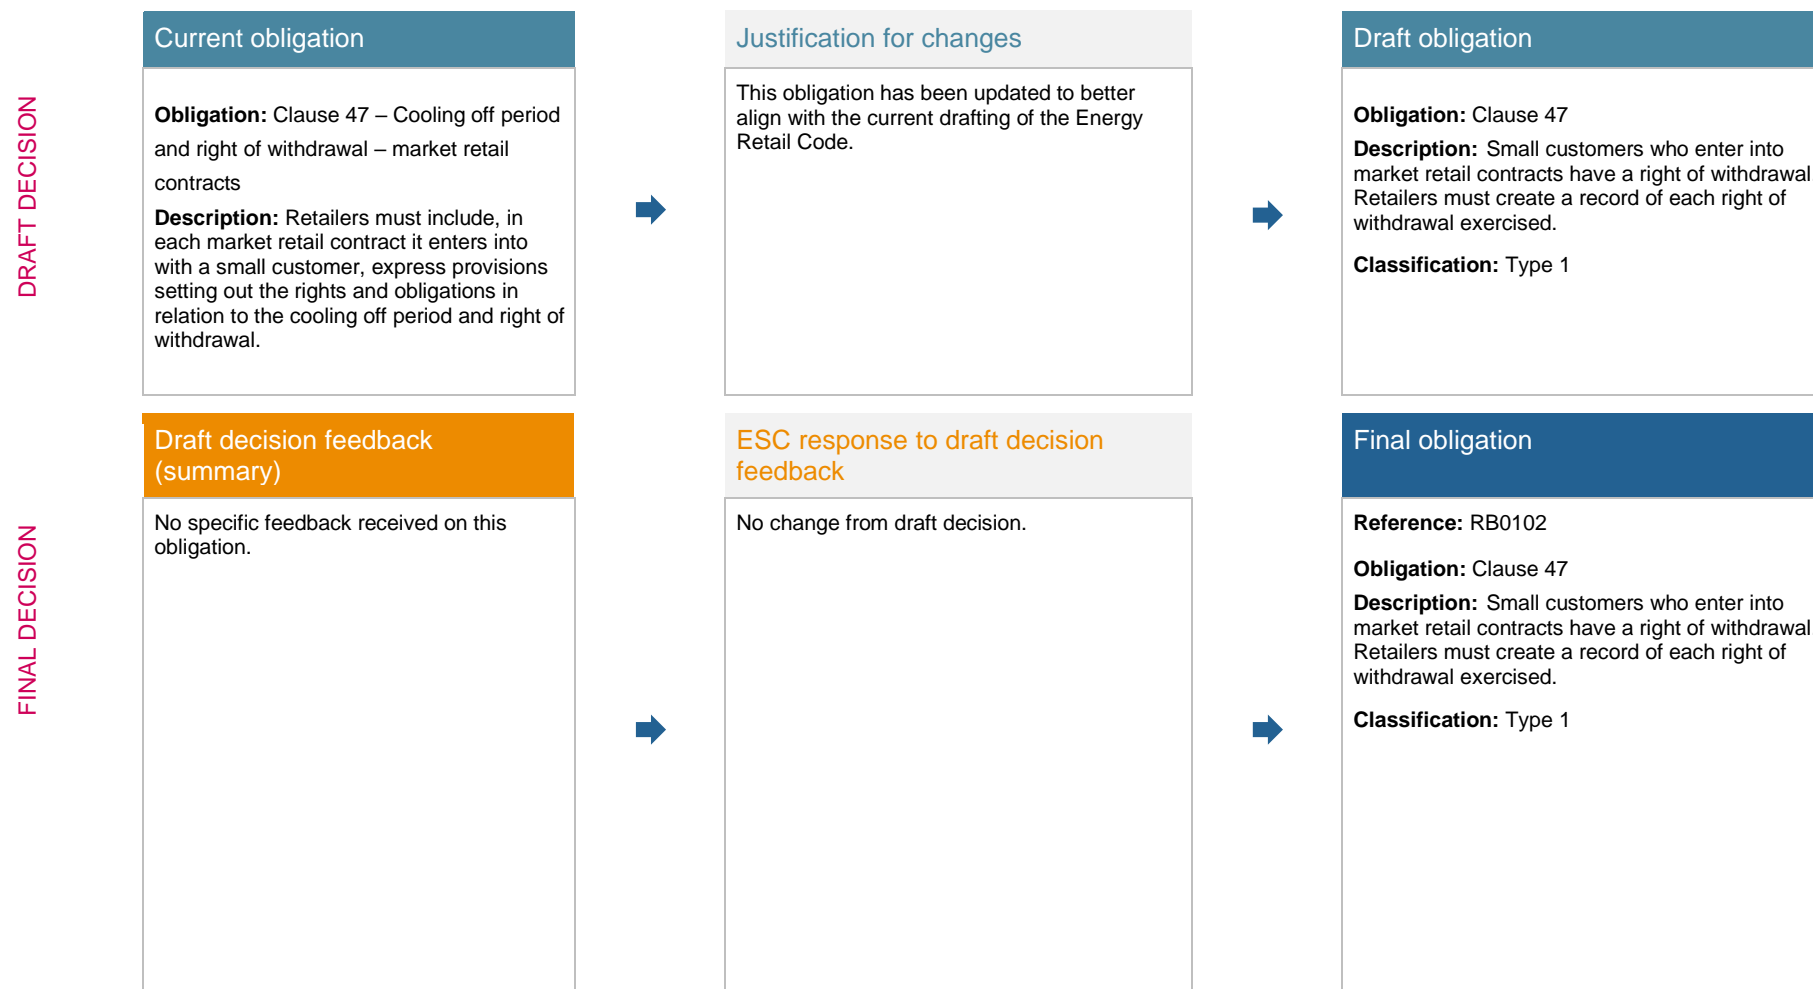 DRAFT DECISION
Current obligation
Obligation: Clause 47 – Cooling off period
and right of withdrawal – market retail
contracts
Description: Retailers must include, in
each market retail contract it enters into
with a small customer, express provisions
setting out the rights and obligations in
relation to the cooling off period and right of
withdrawal.
Justification for changes
This obligation has been updated to better
align with the current drafting of the Energy
Retail Code.
Draft obligation
Obligation: Clause 47
Description: Small customers who enter into
market retail contracts have a right of withdrawal
Retailers must create a record of each right of
withdrawal exercised.
Classification: Type 1
FINAL DECISION
Draft decision feedback
(summary)
No specific feedback received on this
obligation.
ESC response to draft decision
feedback
No change from draft decision.
Final obligation
Reference: RB0102
Obligation: Clause 47
Description: Small customers who enter into
market retail contracts have a right of withdrawal
Retailers must create a record of each right of
withdrawal exercised.
Classification: Type 1